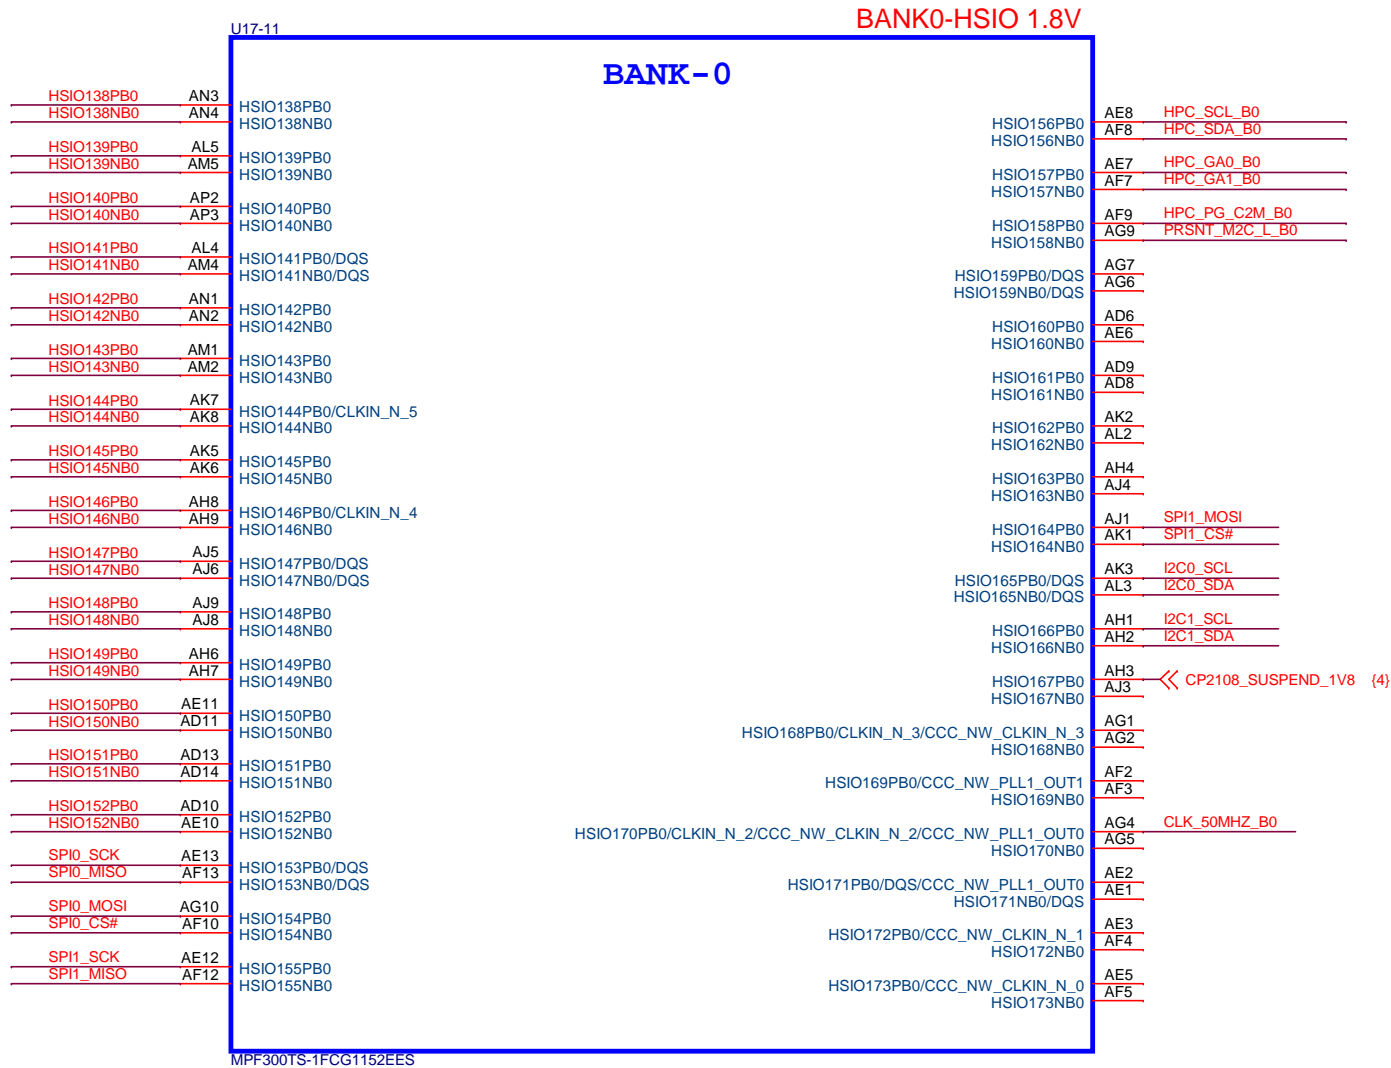 BANK0-HSIO 1.8V
U17-11
BANK-0
HSIO138PB0 AN3 HSIO138PB0
HSIO138NB0 AN4 HSIO138NB0
HSIO139PB0 AL5 HSIO139PB0
HSIO139NB0 AM5 HSIO139NB0
HSIO140PB0 AP2 HSIO140PB0
HSIO140NB0 AP3 HSIO140NB0
HSIO141PB0 AL4 HSIO141PB0/DQS
HSIO141NB0 AM4 HSIO141NB0/DQS
HSIO142PB0 AN1 HSIO142PB0
HSIO142NB0 AN2 HSIO142NB0
HSIO143PB0 AM1 HSIO143PB0
HSIO143NB0 AM2 HSIO143NB0
HSIO144PB0 AK7 HSIO144PB0/CLKIN_N_5
HSIO144NB0 AK8 HSIO144NB0
HSIO145PB0 AK5 HSIO145PB0
HSIO145NB0 AK6 HSIO145NB0
HSIO146PB0 AH8 HSIO146PB0/CLKIN_N_4
HSIO146NB0 AH9 HSIO146NB0
HSIO147PB0 AJ5 HSIO147PB0/DQS
HSIO147NB0 AJ6 HSIO147NB0/DQS
HSIO148PB0 AJ9 HSIO148PB0
HSIO148NB0 AJ8 HSIO148NB0
HSIO149PB0 AH6 HSIO149PB0
HSIO149NB0 AH7 HSIO149NB0
HSIO150PB0 AE11 HSIO150PB0
HSIO150NB0 AD11 HSIO150NB0
HSIO151PB0 AD13 HSIO151PB0
HSIO151NB0 AD14 HSIO151NB0
HSIO152PB0 AD10 HSIO152PB0
HSIO152NB0 AE10 HSIO152NB0
SPI0_SCK AE13 HSIO153PB0/DQS
SPI0_MISO AF13 HSIO153NB0/DQS
SPI0_MOSI AG10 HSIO154PB0
SPI0_CS# AF10 HSIO154NB0
SPI1_SCK AE12 HSIO155PB0
SPI1_MISO AF12 HSIO155NB0
HSIO156PB0 AE8 HPC_SCL_B0
HSIO156NB0 AF8 HPC_SDA_B0
HSIO157PB0 AE7 HPC_GA0_B0
HSIO157NB0 AF7 HPC_GA1_B0
HSIO158PB0 AF9 HPC_PG_C2M_B0
HSIO158NB0 AG9 PRSNT_M2C_L_B0
HSIO159PB0/DQS AG7
HSIO159NB0/DQS AG6
HSIO160PB0 AD6
HSIO160NB0 AE6
HSIO161PB0 AD9
HSIO161NB0 AD8
HSIO162PB0 AK2
HSIO162NB0 AL2
HSIO163PB0 AH4
HSIO163NB0 AJ4
HSIO164PB0 AJ1 SPI1_MOSI
HSIO164NB0 AK1 SPI1_CS#
HSIO165PB0/DQS AK3 I2C0_SCL
HSIO165NB0/DQS AL3 I2C0_SDA
HSIO166PB0 AH1 I2C1_SCL
HSIO166NB0 AH2 I2C1_SDA
HSIO167PB0 AH3 CP2108_SUSPEND_1V8 {4}
HSIO167NB0 AJ3
HSIO168PB0/CLKIN_N_3/CCC_NW_CLKIN_N_3 AG1
HSIO168NB0 AG2
HSIO169PB0/CCC_NW_PLL1_OUT1 AF2
HSIO169NB0 AF3
HSIO170PB0/CLKIN_N_2/CCC_NW_CLKIN_N_2/CCC_NW_PLL1_OUT0 AG4 CLK_50MHZ_B0
HSIO170NB0 AG5
HSIO171PB0/DQS/CCC_NW_PLL1_OUT0 AE2
HSIO171NB0/DQS AE1
HSIO172PB0/CCC_NW_CLKIN_N_1 AE3
HSIO172NB0 AF4
HSIO173PB0/CCC_NW_CLKIN_N_0 AE5
HSIO173NB0 AF5
MPF300TS-1FCG1152EES